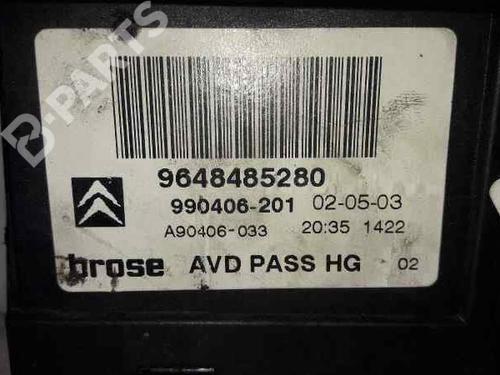 B-PARTS
9648485280
990406-201 02-05-03
A90406-033 20:35 1422
brose AVD PASS HG 02